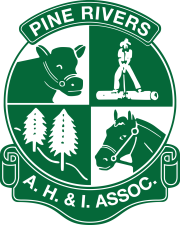 PINE RIVERS
A. H. & I. ASSOC.